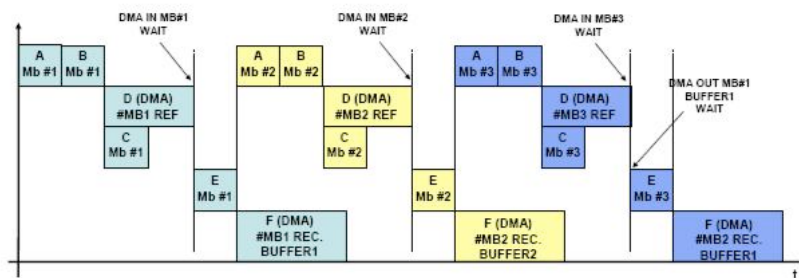 DMA IN MB#1
WAIT
DMA IN MB#2
WAIT
DMA IN MB#3
WAIT
A
Mb #1
B
Mb #1
A
Mb #2
B
Mb #2
A
Mb #3
B
Mb #3
DMA OUT MB#1
BUFFER1
WAIT
D (DMA)
#MB1 REF
D (DMA)
#MB2 REF
D (DMA)
#MB3 REF
C
Mb #1
C
Mb #2
C
Mb #3
E
Mb #1
E
Mb #2
E
Mb #3
F (DMA)
#MB1 REC.
BUFFER1
F (DMA)
#MB2 REC.
BUFFER2
F (DMA)
#MB2 REC.
BUFFER1
t